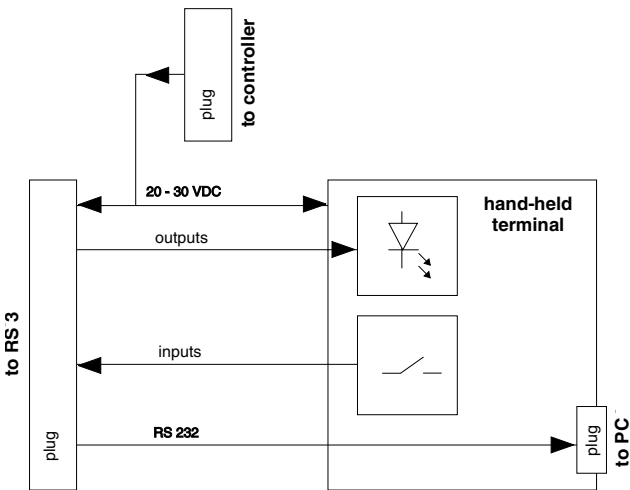 plug
to controller
20 - 30 VDC
hand-held
terminal
outputs
inputs
to RS 3
plug
RS 232
plug
to PC